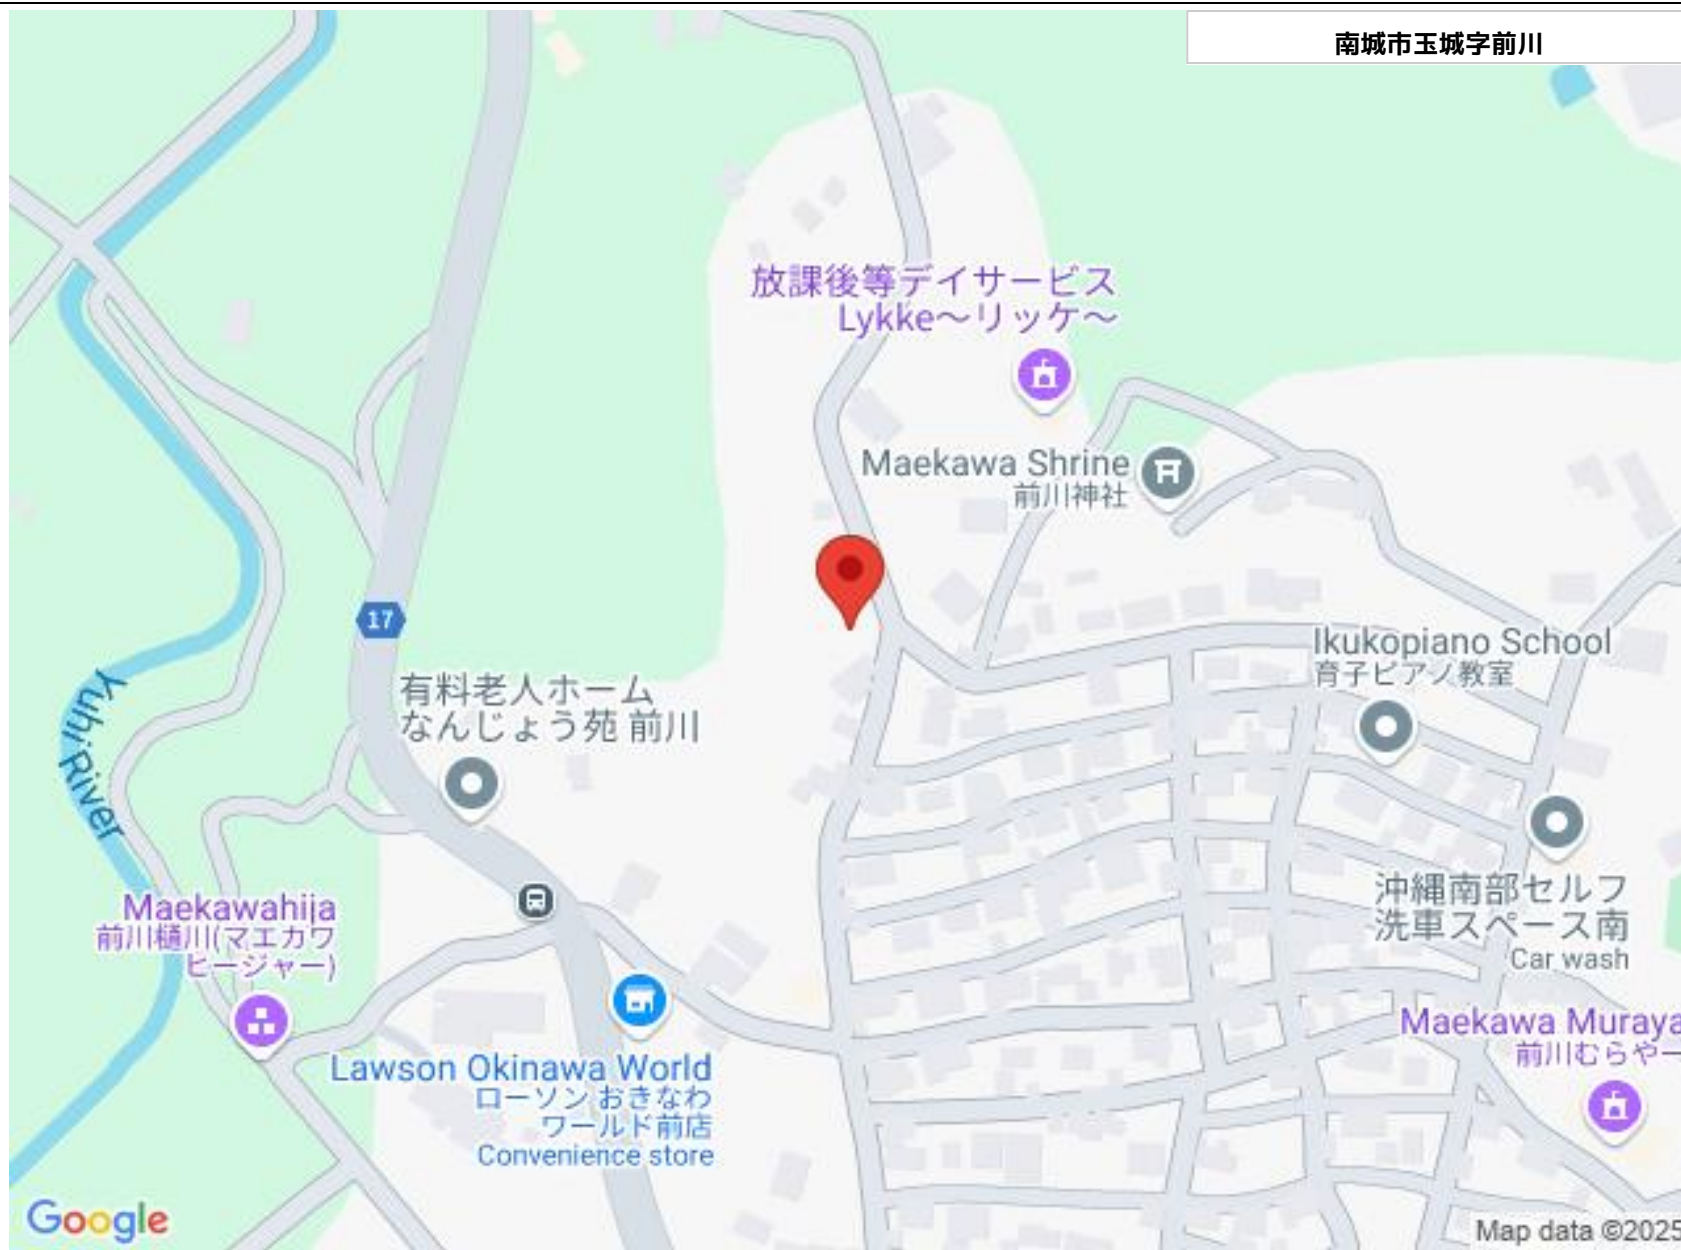 南城市玉城字前川
放課後等デイサービス
Lykke～リッケ～
Maekawa Shrine
前川神社
17
Ikukopiano School
育子ピアノ教室
有料老人ホーム
なんじょう苑 前川
Yuhi River
沖縄南部セルフ
洗車スペース南
Car wash
Maekawahija
前川樋川(マエカワ
ヒージャー)
Maekawa Muraya
前川むらやー
Lawson Okinawa World
ローソン おきなわ
ワールド前店
Convenience store
Google
Map data ©2025